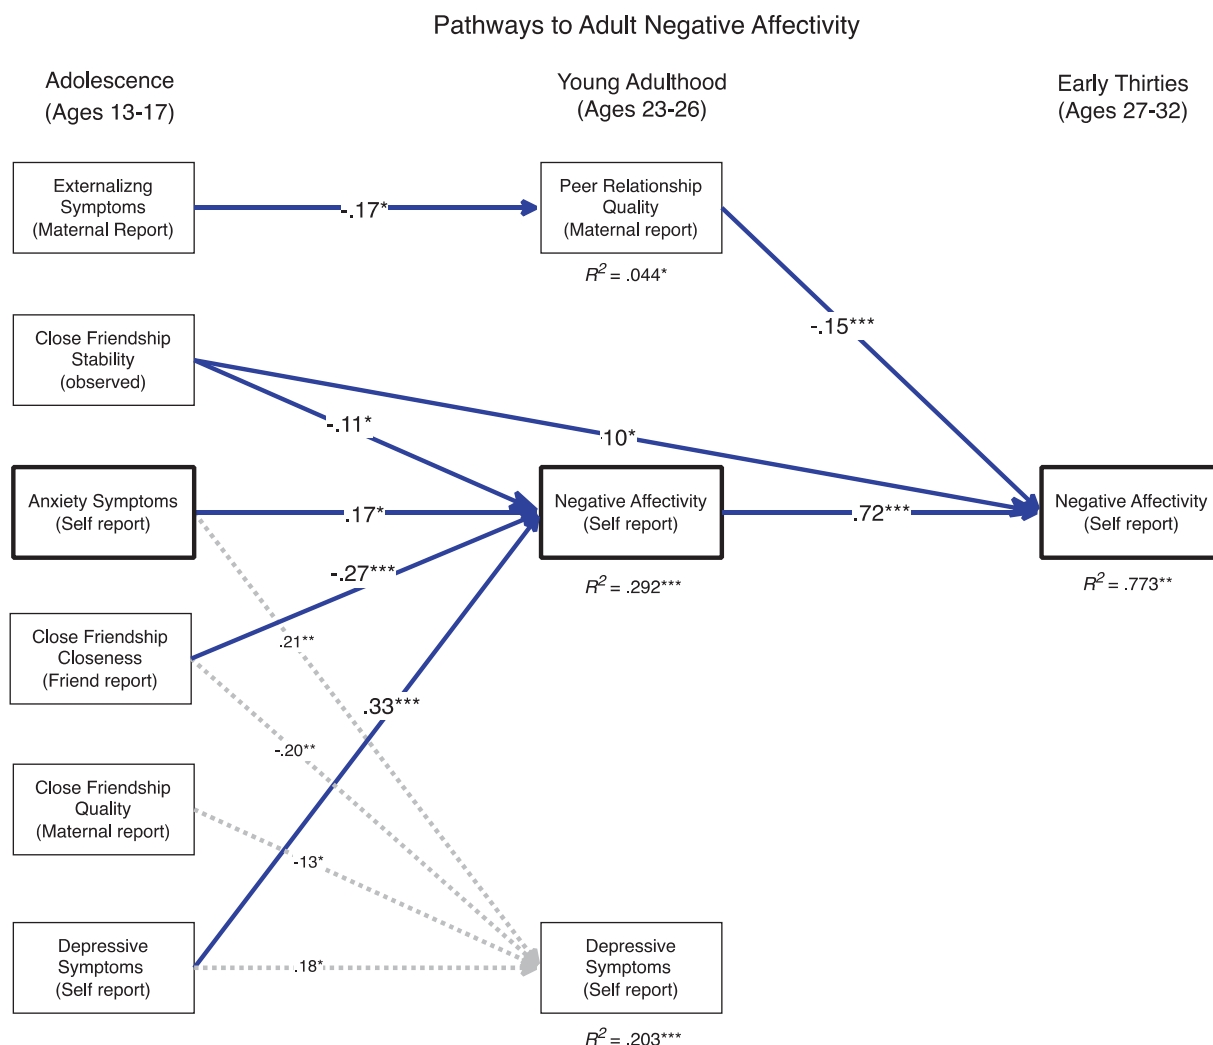 Pathways to Adult Negative Affectivity
Adolescence
(Ages 13-17)
Young Adulthood
(Ages 23-26)
Early Thirties
(Ages 27-32)
Externalizng
Symptoms
(Maternal Report)
-.17*
Peer Relationship
Quality
(Maternal report)
R² = .044*
Close Friendship
Stability
(observed)
-.15***
-.11*
10*
Anxiety Symptoms
(Self report)
.17*
Negative Affectivity
(Self report)
R² = .292***
.72***
Negative Affectivity
(Self report)
R² = .773**
-.27***
Close Friendship
Closeness
(Friend report)
.21**
.33***
-.20**
Close Friendship
Quality
(Maternal report)
-13*
Depressive
Symptoms
(Self report)
.18*
Depressive
Symptoms
(Self report)
R² = .203***